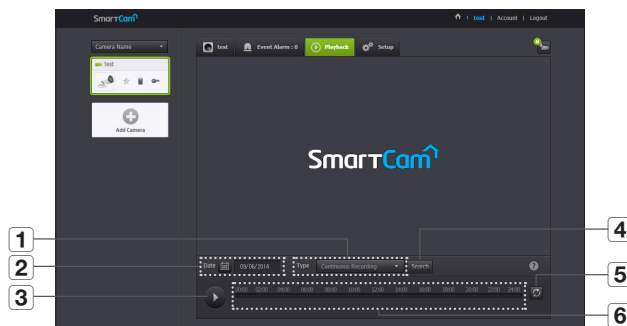 SmartCam
test | Account | Logout
Camera Name
test
Event Alarm : 0
Playback
Setup
test
Add Camera
SmartCam
1
2
3
4
5
6
Date
09/06/2014
Type
Continuous Recording
Search
?
00:00 02:00 04:00 06:00 08:00 10:00 12:00 14:00 16:00 18:00 20:00 22:00 24:00